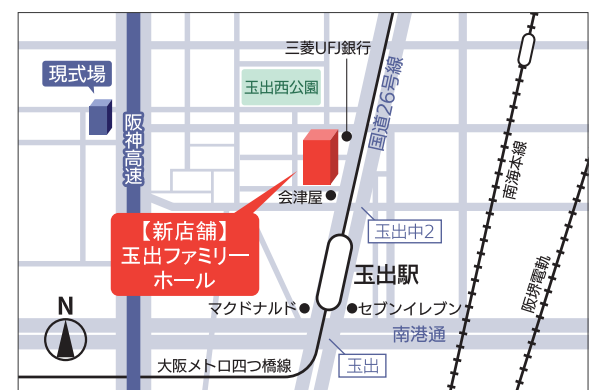 三菱UFJ銀行
現式場
玉出西公園
国道26号線
阪神高速
南海本線
会津屋
【新店舗】
玉出ファミリー
ホール
玉出中2
玉出駅
阪堺電軌
マクドナルド
セブンイレブン
N
南港通
大阪メトロ四つ橋線
玉出